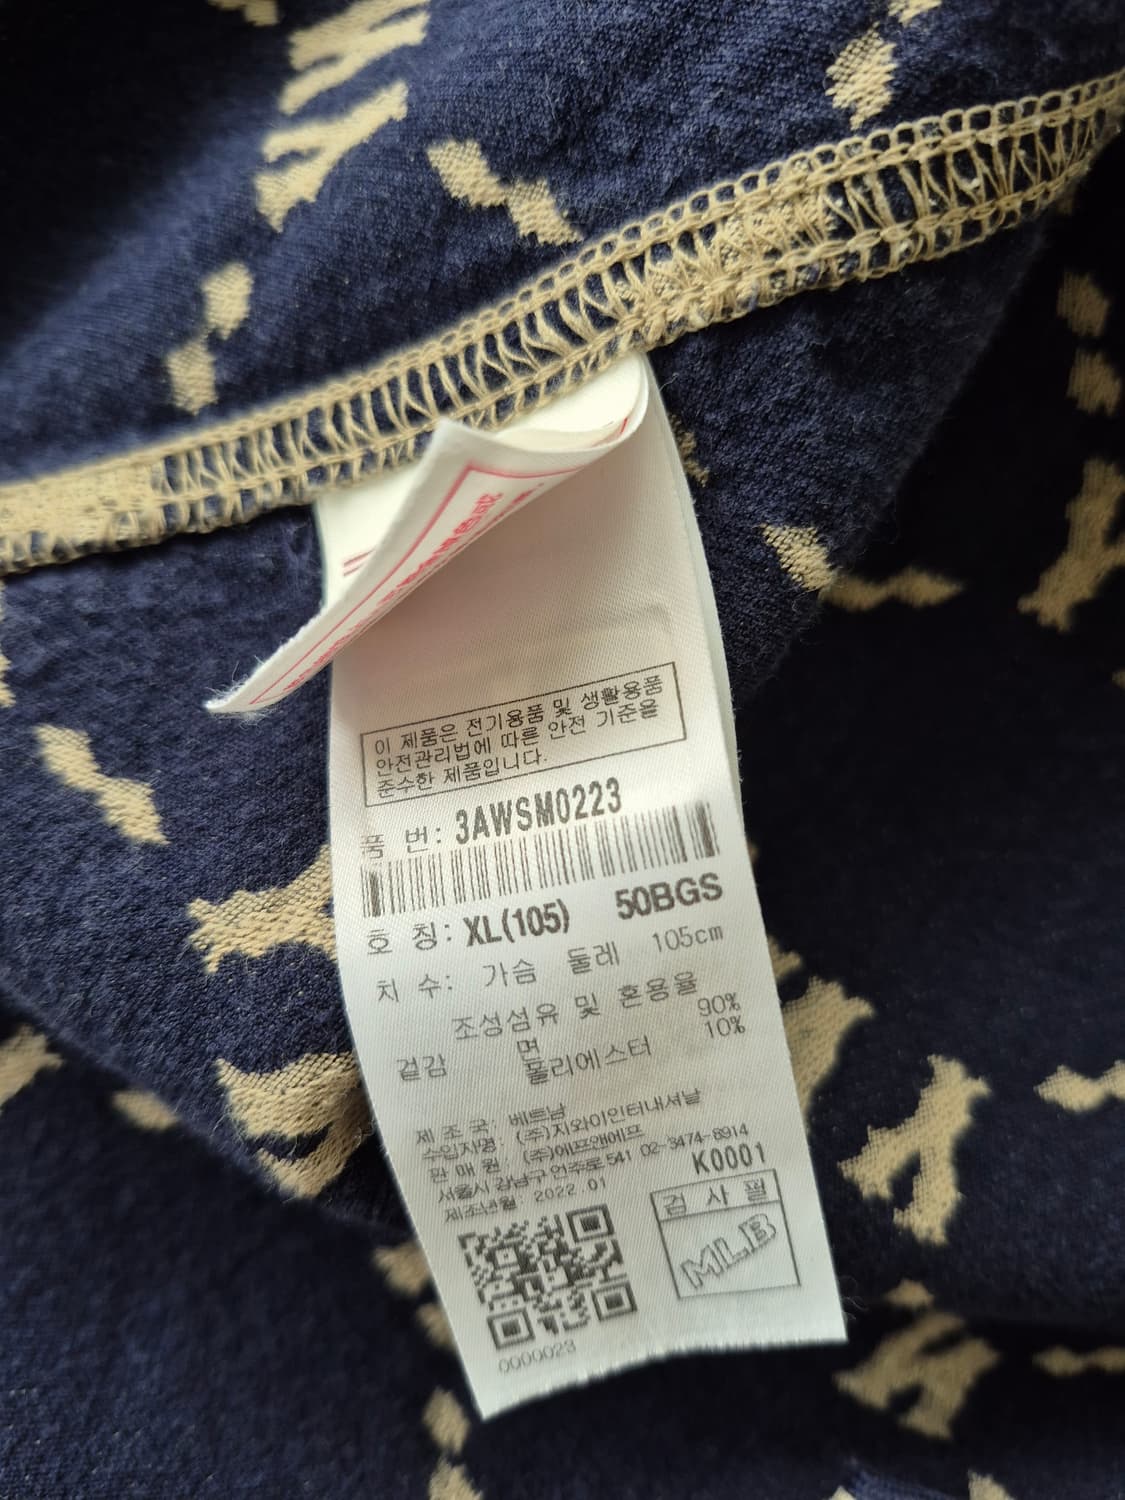 이 제품은 전기용품 및 생활용품
안전관리법에 따른 안전 기준을
준수한 제품입니다.
품 번: 3AWSM0223
호 칭: XL(105) 50BGS
치 수: 가슴 둘레 105cm
조성섬유 및 혼용율
겉감 면 90%
폴리에스터 10%
제 조 국: 베트남
수입자명: (주)지와이인터내셔날
판 매 원: (주)에프앤에프
서울시 강남구 언주로 541 02-3474-8914
제조년월: 2022.01
K0001
검 사 필
MLB
0000023